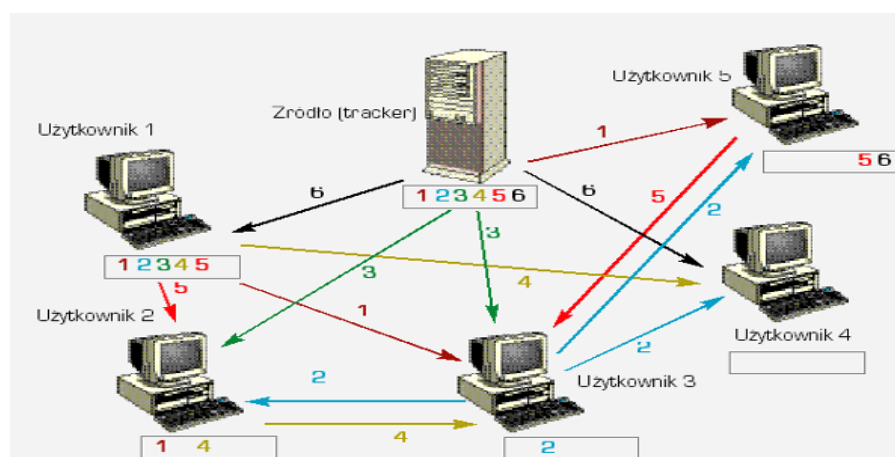 Użytkownik 5
Źródło (tracker)
Użytkownik 1
1
5 6
6
6
1 2 3 4 5 6
5
2
3
3
1 2 3 4 5
4
5
1
Użytkownik 2
Użytkownik 4
2
2
Użytkownik 3
4
1 4
2